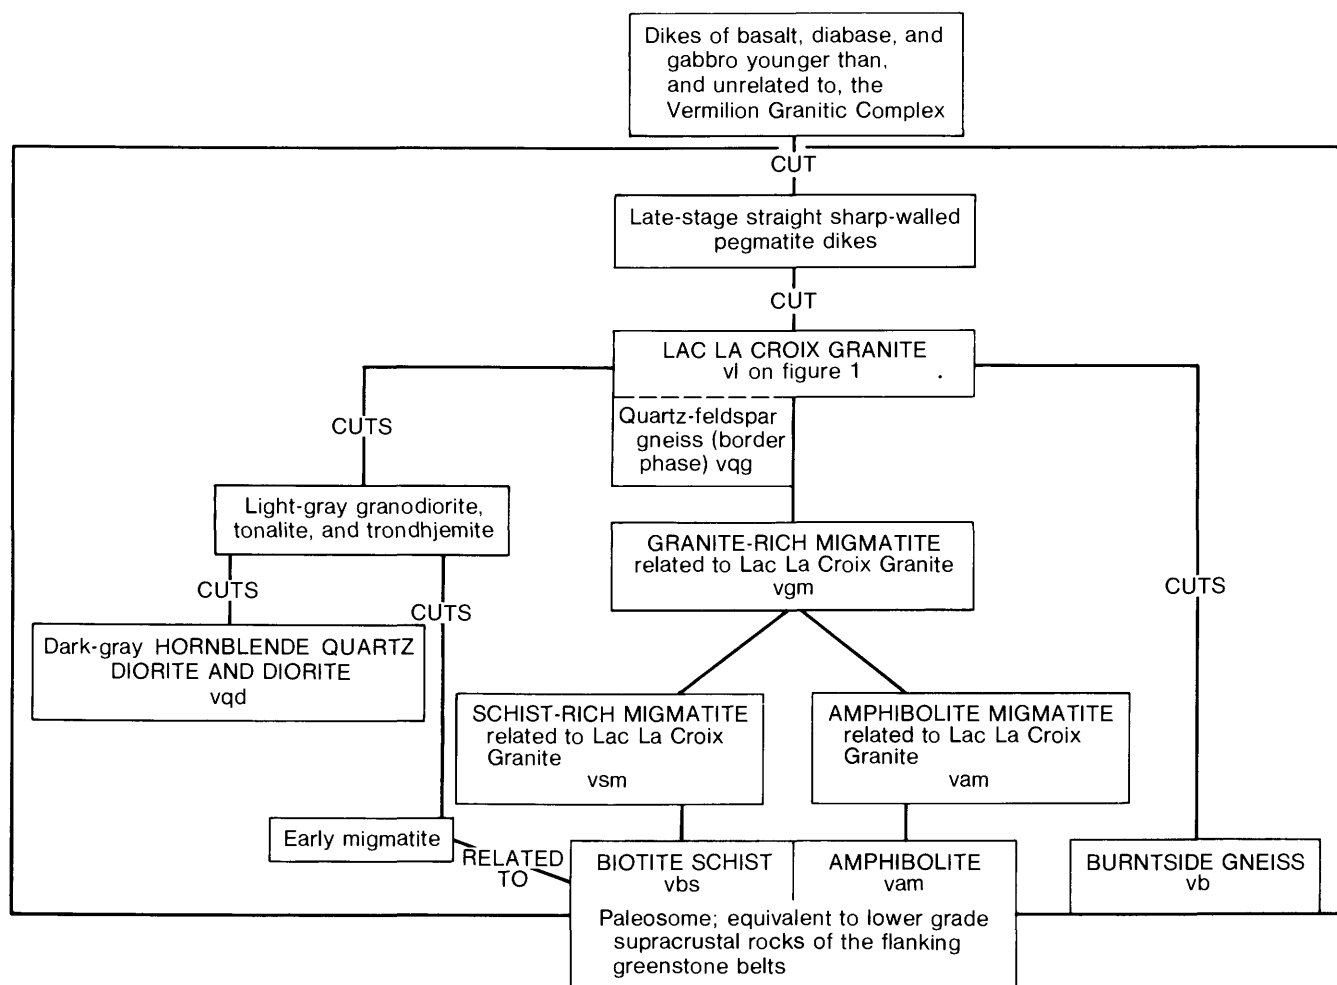 Dikes of basalt, diabase, and
gabbro younger than,
and unrelated to, the
Vermilion Granitic Complex
CUT
Late-stage straight sharp-walled
pegmatite dikes
CUT
LAC LA CROIX GRANITE
vl on figure 1
Quartz-feldspar
gneiss (border
phase) vqg
CUTS
Light-gray granodiorite,
tonalite, and trondhjemite
GRANITE-RICH MIGMATITE
related to Lac La Croix Granite
vgm
CUTS
CUTS
CUTS
Dark-gray HORNBLENDE QUARTZ
DIORITE AND DIORITE
vqd
SCHIST-RICH MIGMATITE
related to Lac La Croix
Granite
vsm
AMPHIBOLITE MIGMATITE
related to Lac La Croix
Granite
vam
Early migmatite
RELATED
TO
BIOTITE SCHIST
vbs
AMPHIBOLITE
vam
Paleosome; equivalent to lower grade
supracrustal rocks of the flanking
greenstone belts
BURNTSIDE GNEISS
vb